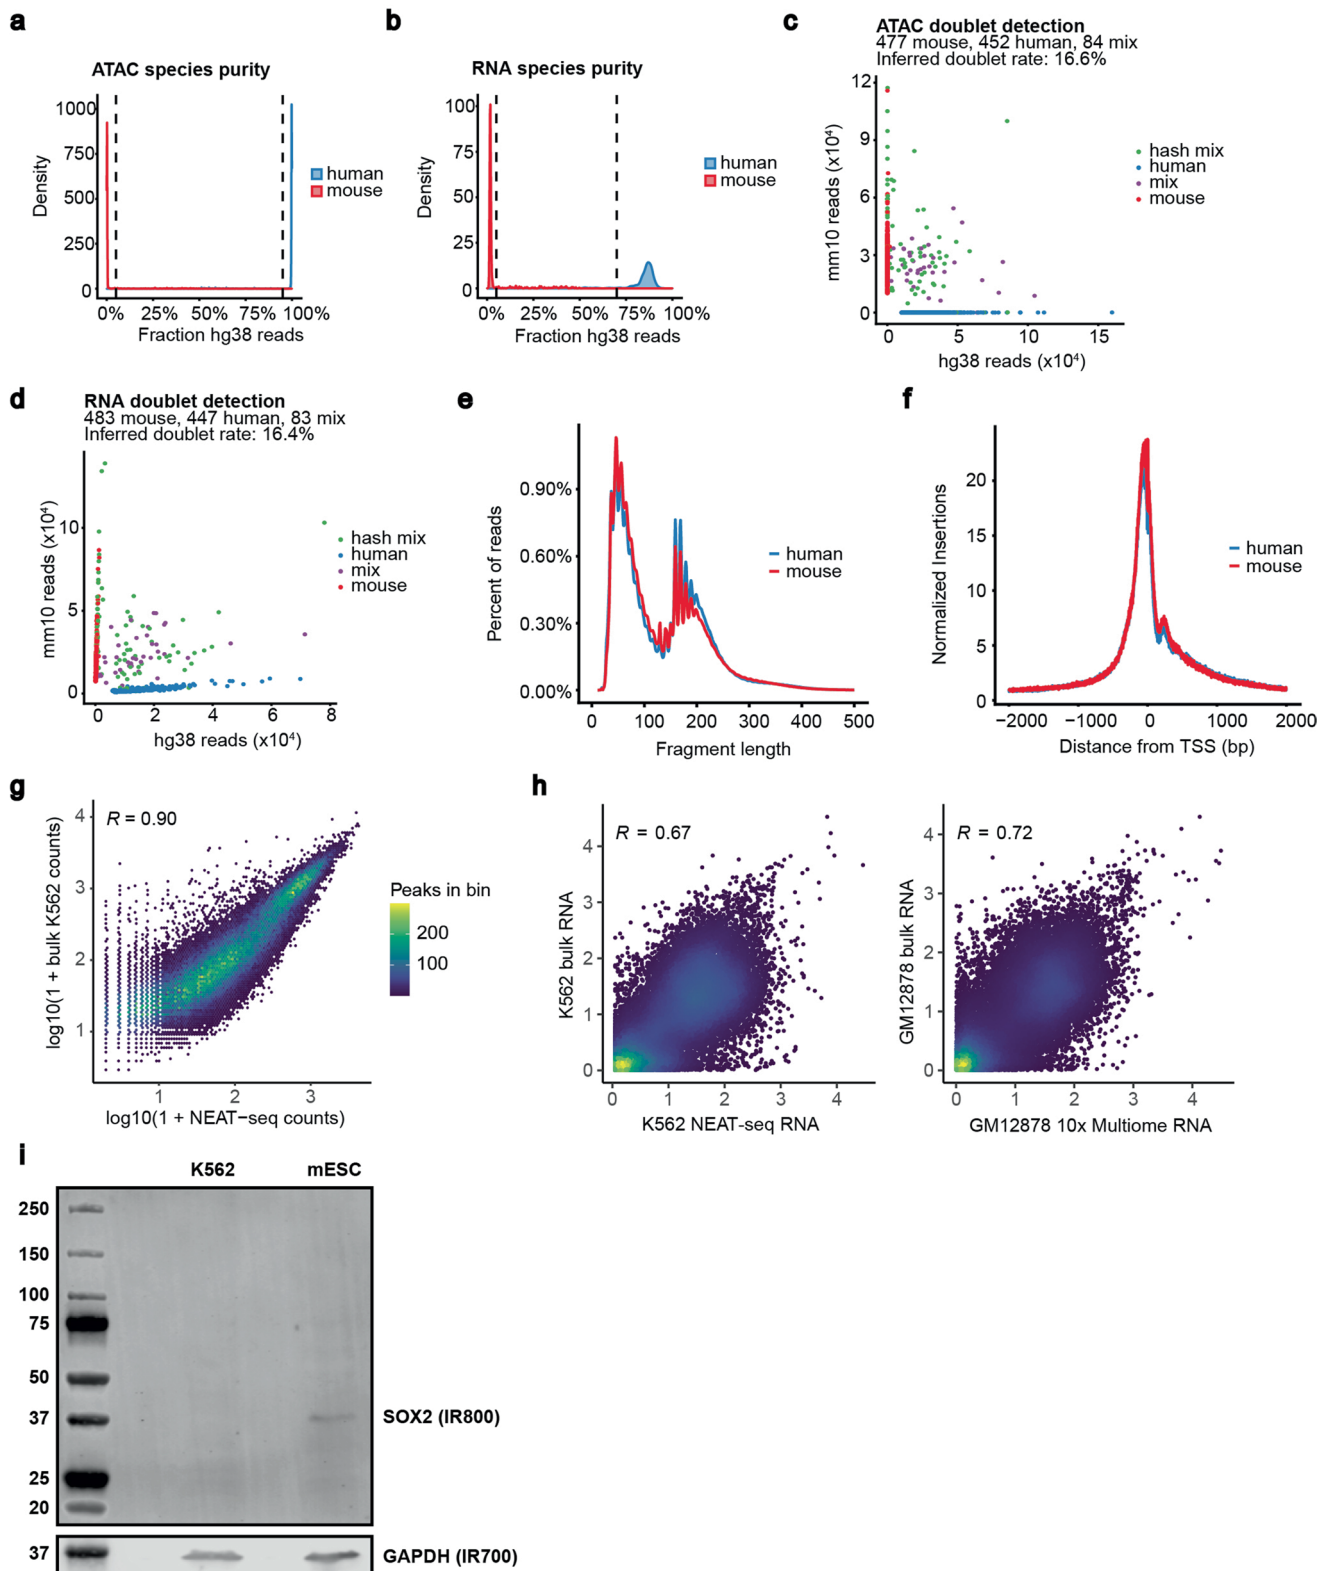 a
ATAC species purity
1000
750
500
250
0
Density
0% 25% 50% 75% 100%
Fraction hg38 reads
human
mouse
b
RNA species purity
100
75
50
25
0
Density
0% 25% 50% 75% 100%
Fraction hg38 reads
human
mouse
c
ATAC doublet detection
477 mouse, 452 human, 84 mix
Inferred doublet rate: 16.6%
12
9
6
3
0
mm10 reads (x10⁴)
0 5 10 15
hg38 reads (x10⁴)
hash mix
human
mix
mouse
d
RNA doublet detection
483 mouse, 447 human, 83 mix
Inferred doublet rate: 16.4%
10
5
0
mm10 reads (x10⁴)
0 2 4 6 8
hg38 reads (x10⁴)
hash mix
human
mix
mouse
e
0.90%
0.60%
0.30%
0.00%
Percent of reads
0 100 200 300 400 500
Fragment length
human
mouse
f
20
15
10
5
0
Normalized Insertions
−2000 −1000 0 1000 2000
Distance from TSS (bp)
human
mouse
g
R = 0.90
4
3
2
1
log10(1 + bulk K562 counts)
1 2 3
log10(1 + NEAT−seq counts)
Peaks in bin
200
100
h
R = 0.67
4
3
2
1
0
K562 bulk RNA
0 1 2 3 4
K562 NEAT-seq RNA
R = 0.72
4
3
2
1
0
GM12878 bulk RNA
0 1 2 3 4
GM12878 10x Multiome RNA
i
K562 mESC
250
150
100
75
50
37
25
20
SOX2 (IR800)
37
GAPDH (IR700)